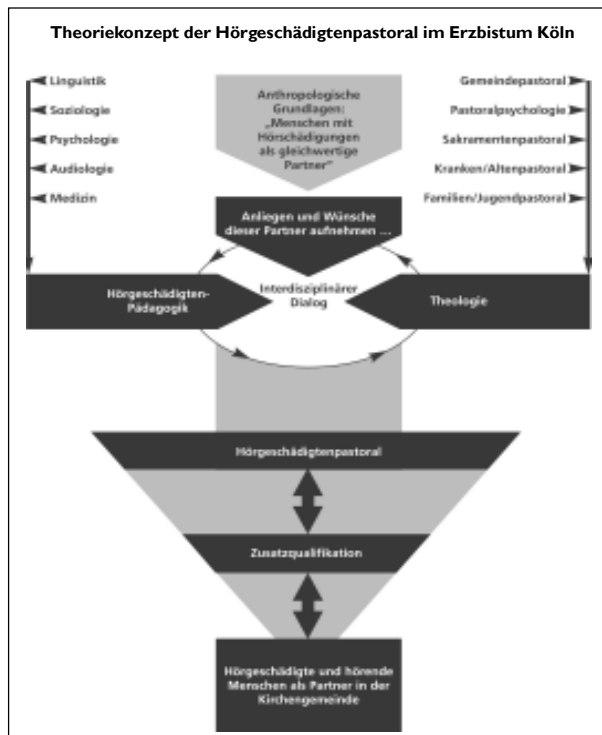 Theoriekonzept der Hörgeschädigtenpastoral im Erzbistum Köln
Linguistik
Soziologie
Psychologie
Audiologie
Medizin
Anthropologische
Grundlagen:
„Menschen mit
Hörschädigungen
als gleichwertige
Partner“
Gemeindepastoral
Pastoralpsychologie
Sakramentenpastoral
Kranken/Altenpastoral
Familien/Jugendpastoral
Anliegen und Wünsche
dieser Partner aufnehmen ...
Hörgeschädigten-
Pädagogik
Interdisziplinärer
Dialog
Theologie
Hörgeschädigtenpastoral
Zusatzqualifikation
Hörgeschädigte und hörende
Menschen als Partner in der
Kirchengemeinde